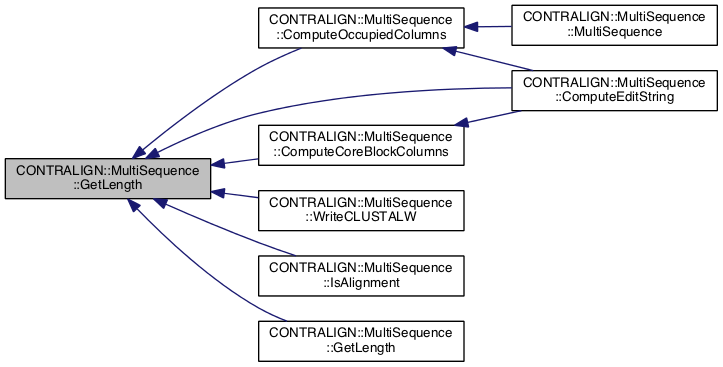 CONTRALIGN::MultiSequence
::GetLength
CONTRALIGN::MultiSequence
::ComputeOccupiedColumns
CONTRALIGN::MultiSequence
::MultiSequence
CONTRALIGN::MultiSequence
::ComputeEditString
CONTRALIGN::MultiSequence
::ComputeCoreBlockColumns
CONTRALIGN::MultiSequence
::WriteCLUSTALW
CONTRALIGN::MultiSequence
::IsAlignment
CONTRALIGN::MultiSequence
::GetLength